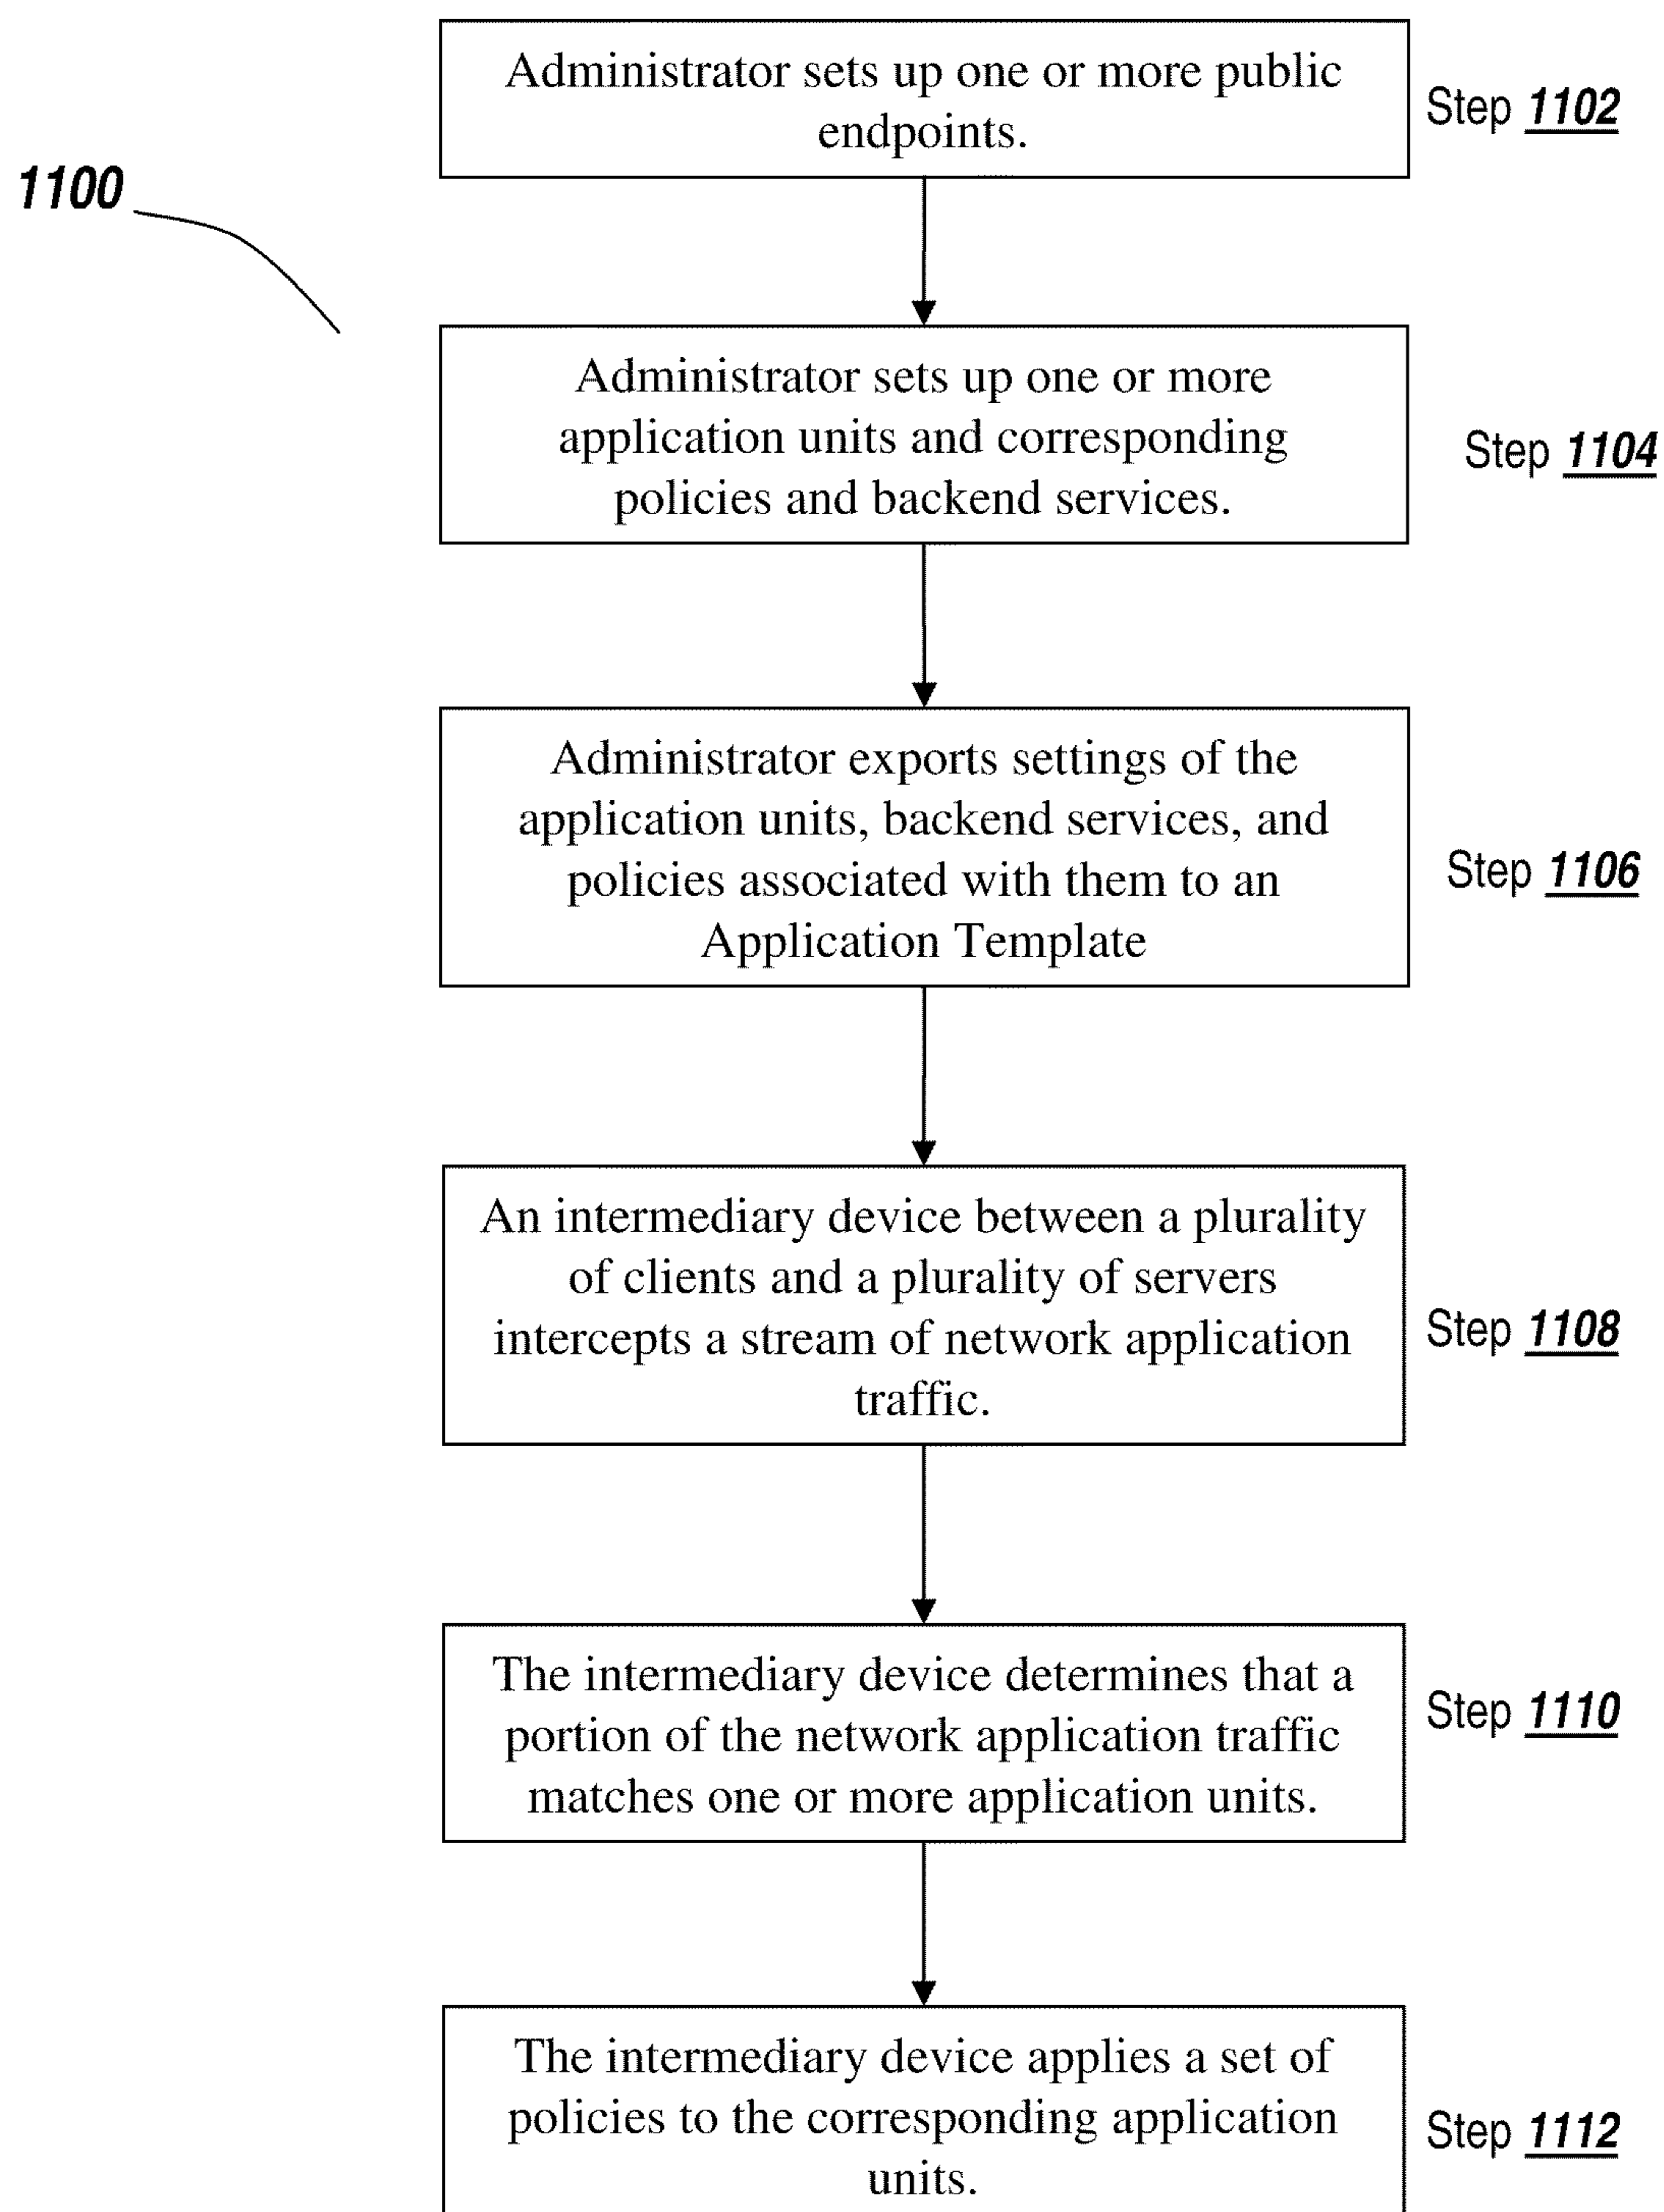 Administrator sets up one or more public
endpoints.
Step 1102
1100
Administrator sets up one or more
application units and corresponding
policies and backend services.
Step 1104
Administrator exports settings of the
application units, backend services, and
policies associated with them to an
Application Template
Step 1106
An intermediary device between a plurality
of clients and a plurality of servers
intercepts a stream of network application
traffic.
Step 1108
The intermediary device determines that a
portion of the network application traffic
matches one or more application units.
Step 1110
The intermediary device applies a set of
policies to the corresponding application
units.
Step 1112